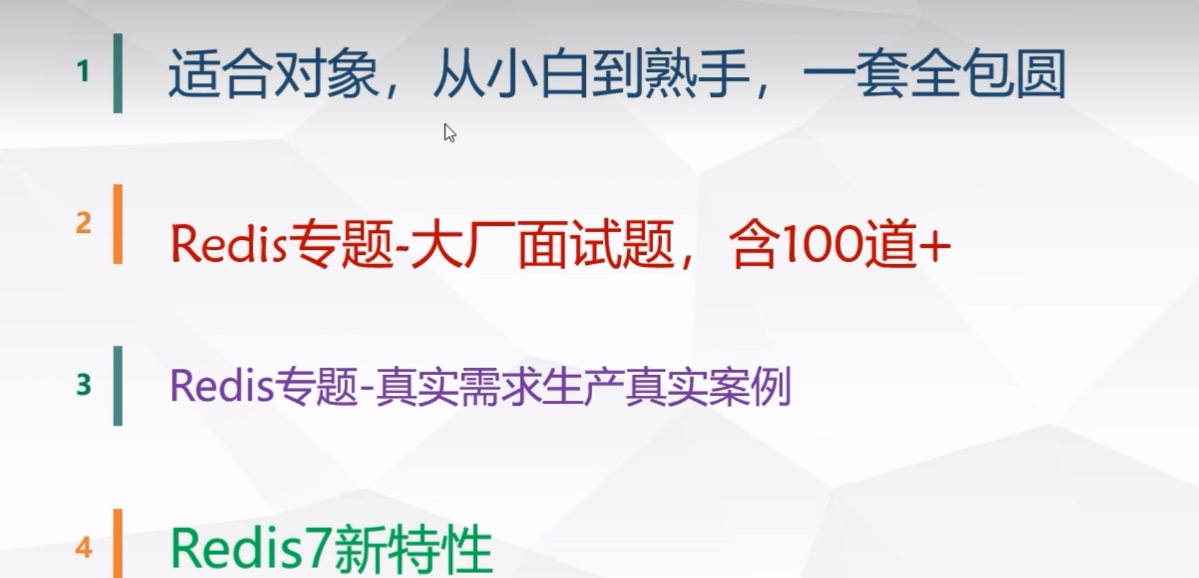 1 适合对象，从小白到熟手，一套全包圆
2 Redis专题-大厂面试题，含100道+
3 Redis专题-真实需求生产真实案例
4 Redis7新特性